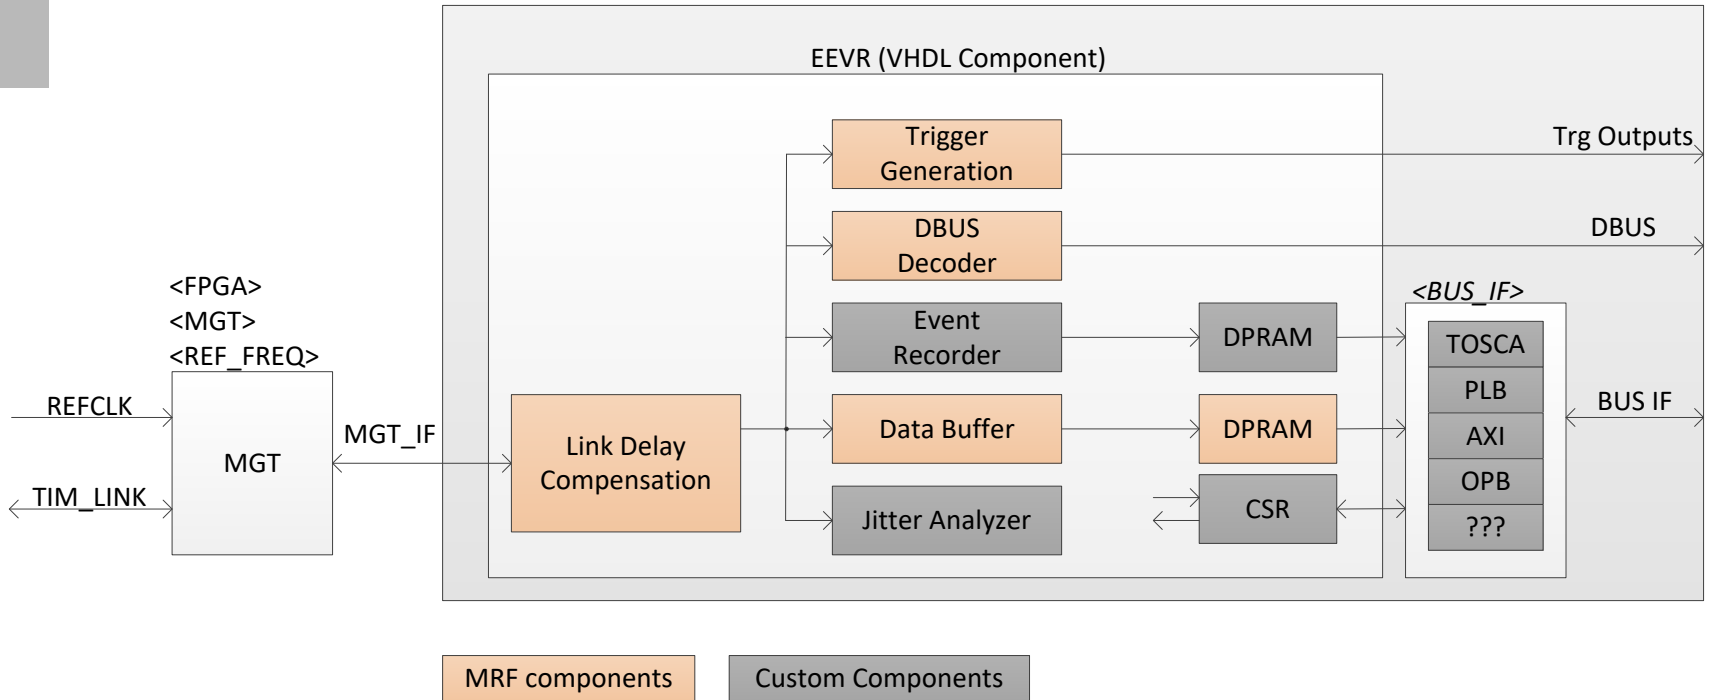 EEVR (VHDL Component)
Trigger
Generation
Trg Outputs
DBUS
Decoder
DBUS
<FPGA>
<MGT>
<REF_FREQ>
<BUS_IF>
Event
Recorder
DPRAM
TOSCA
PLB
AXI
OPB
???
BUS IF
REFCLK
TIM_LINK
MGT
MGT_IF
Link Delay
Compensation
Data Buffer
DPRAM
Jitter Analyzer
CSR
MRF components
Custom Components